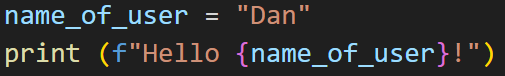 name_of_user = "Dan"
print (f"Hello {name_of_user}!")